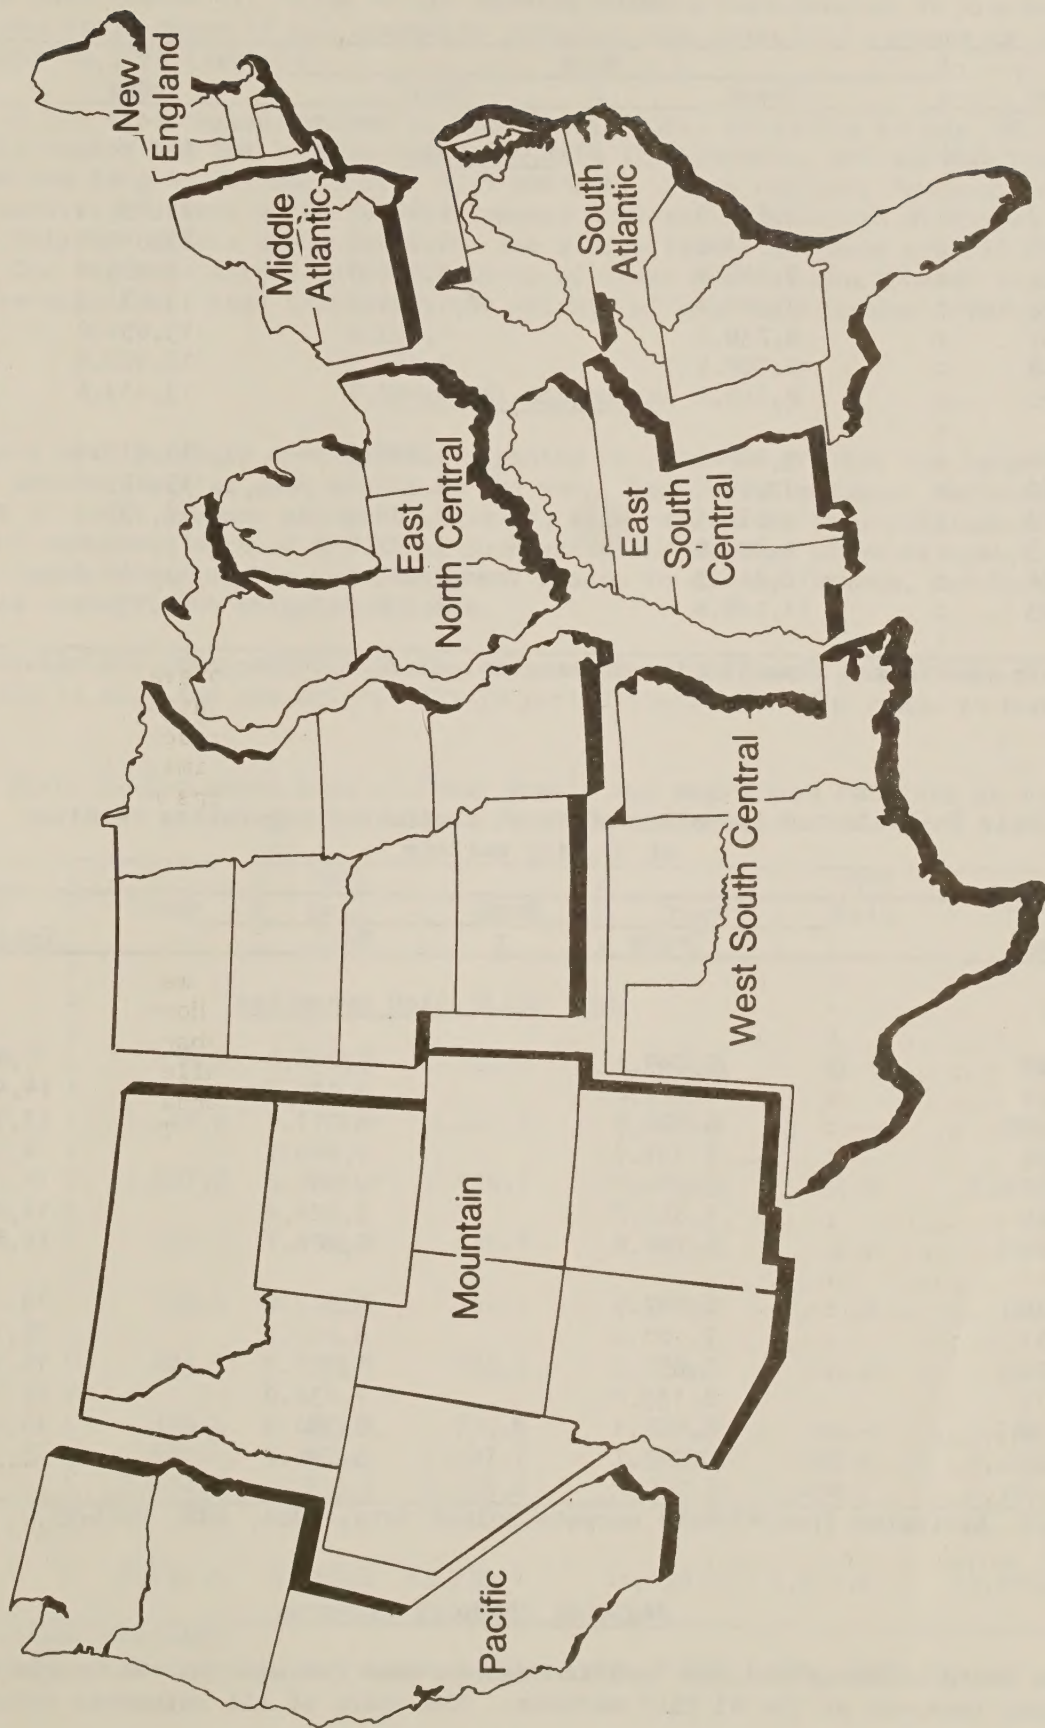 New
England
Middle
Atlantic
South
Atlantic
East
North Central
East
South
Central
West South Central
Mountain
Pacific